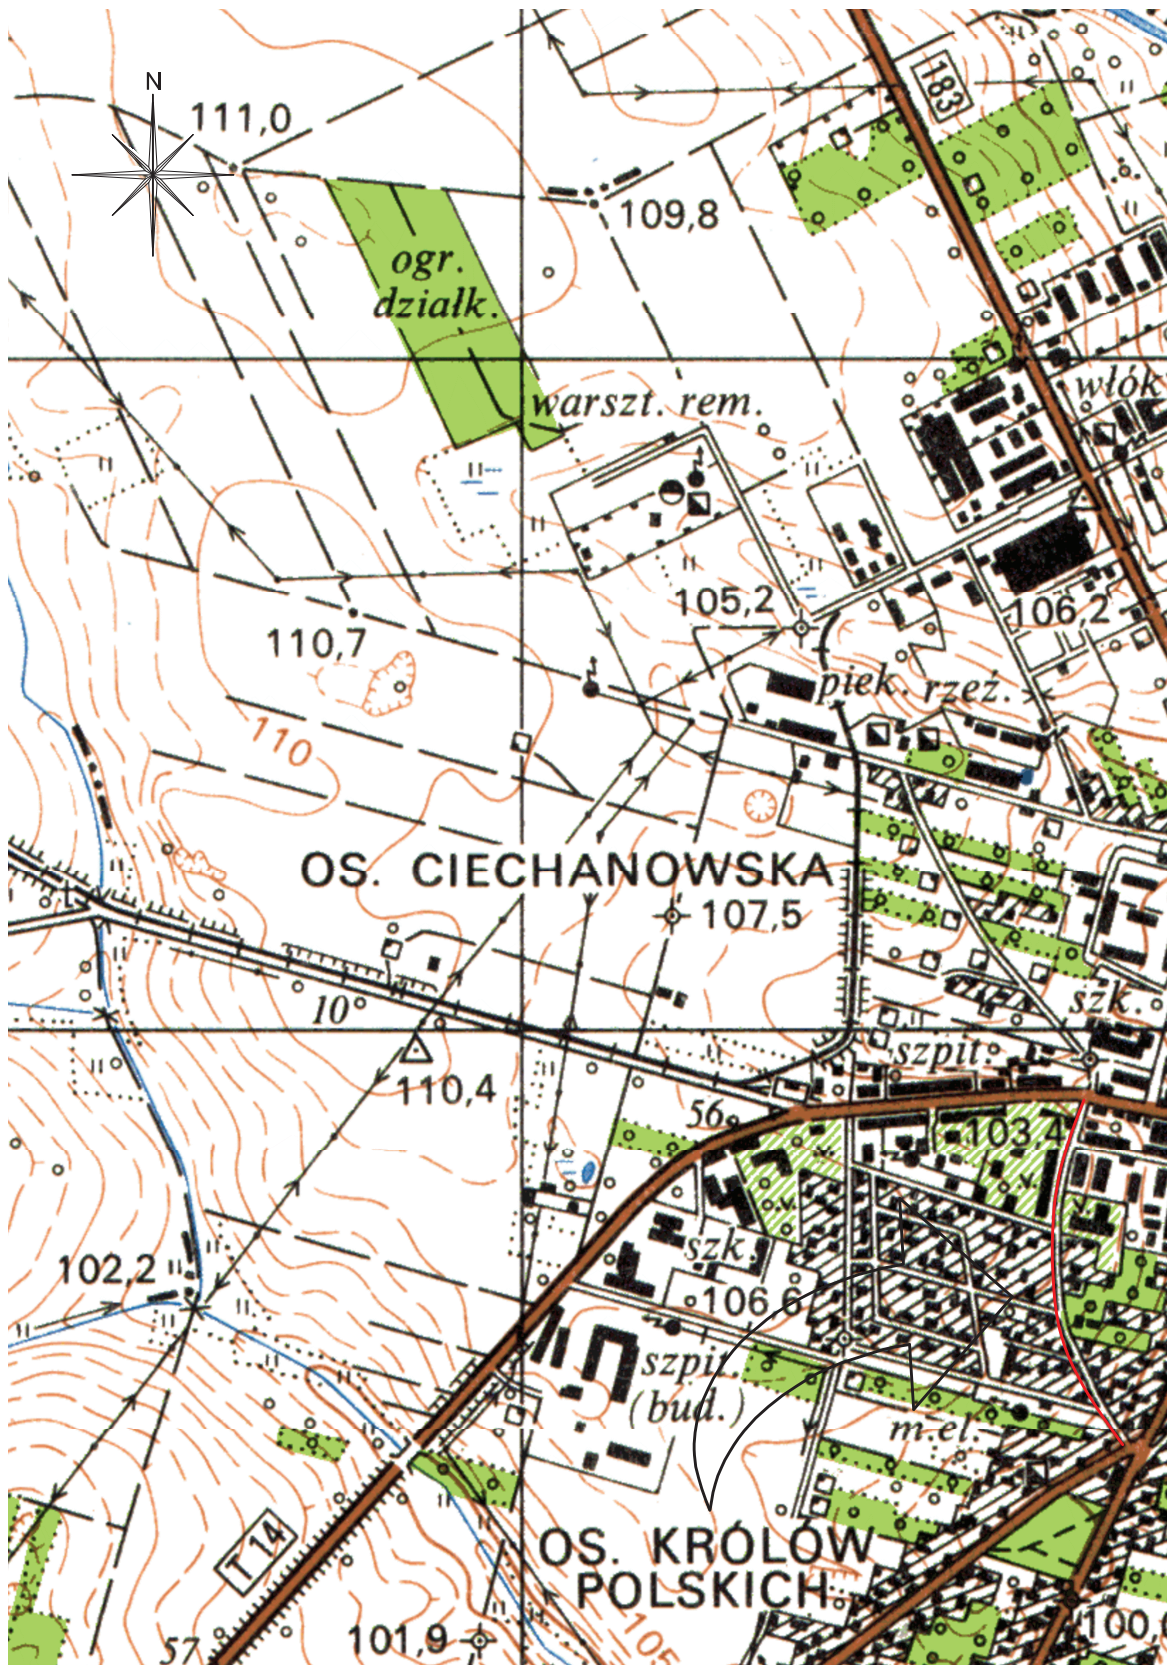 N
111,0
183
109,8
ogr.
działk.
włók
warszt. rem.
105,2
106,2
110,7
piek. rzeź.
110
OS. CIECHANOWSKA
107,5
szk.
10°
szpit.
110,4
56
103,4
szk.
102,2
106,6
szpit.
(bud.)
m.el.
T 14
OS. KRÓLÓW
POLSKICH
100,
101,9
105
57